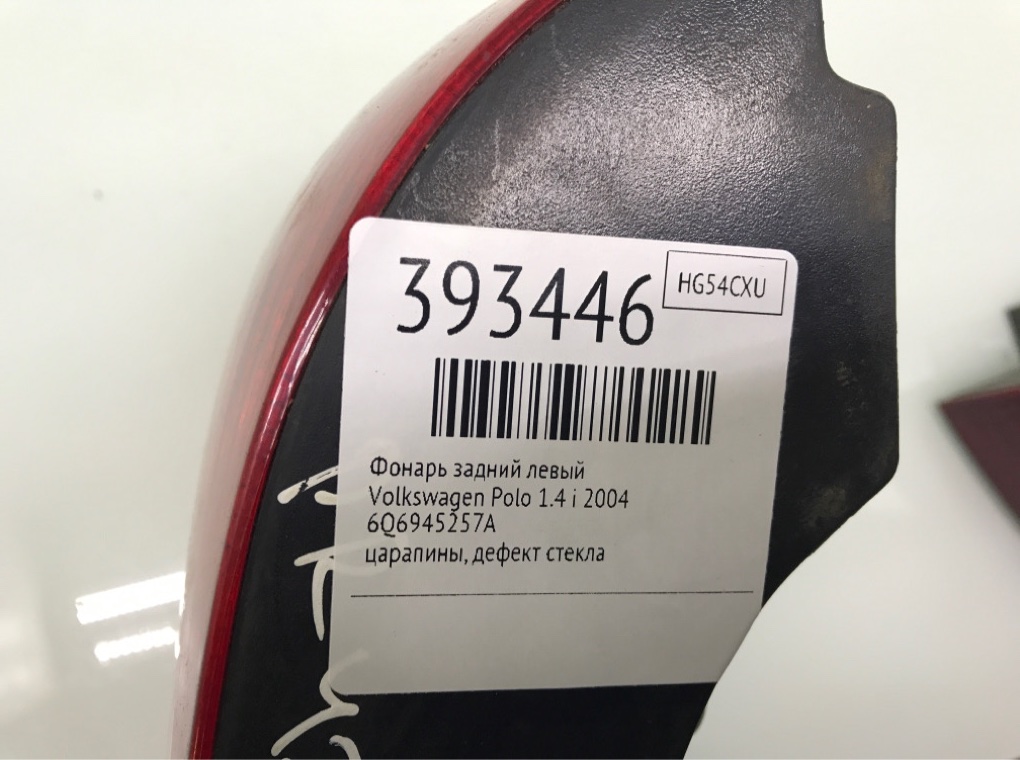 393446
HG54CXU
Фонарь задний левый
Volkswagen Polo 1.4 i 2004
6Q6945257A
царапины, дефект стекла